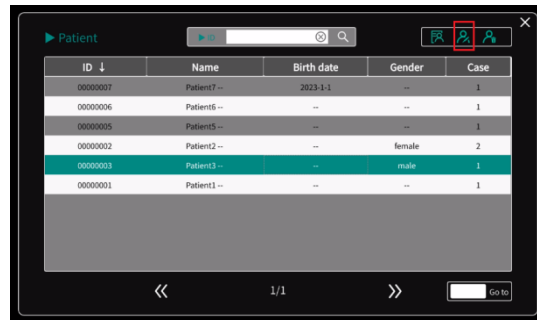 ▶ Patient ▶ ID
ID ↓ Name Birth date Gender Case
00000007 Patient7 -- 2023-1-1 -- 1
00000006 Patient6 -- -- -- 1
00000005 Patient5 -- -- -- 1
00000002 Patient2 -- -- female 2
00000003 Patient3 -- -- male 1
00000001 Patient1 -- -- -- 1
1/1 Go to